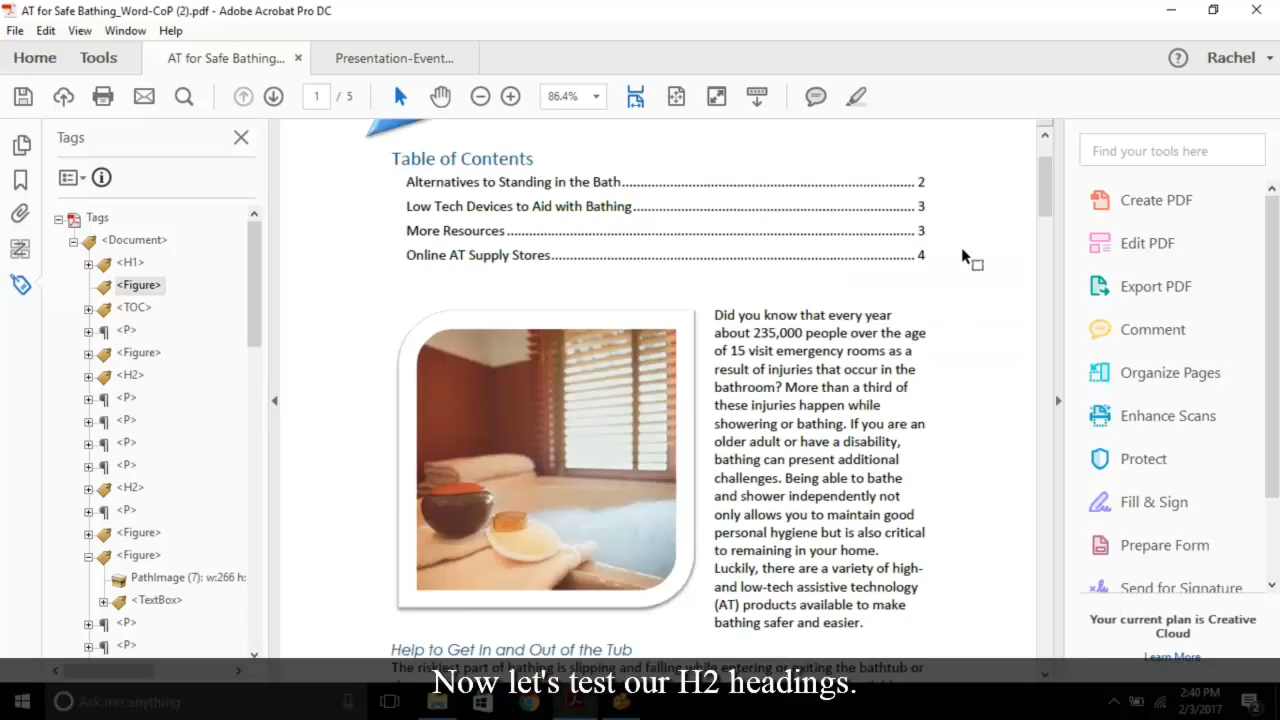 AT for Safe Bathing_Word-CoP (2).pdf - Adobe Acrobat Pro DC
File Edit View Window Help
Home Tools AT for Safe Bathing... × Presentation-Event... Rachel
1 / 5 86.4%
Tags
Tags
<Document>
<H1>
<Figure>
<TOC>
<P>
<Figure>
<H2>
<P>
<P>
<P>
<P>
<H2>
<P>
<Figure>
<Figure>
PathImage (7): w:266 h:
<TextBox>
<P>
<P>
Table of Contents
Alternatives to Standing in the Bath 2
Low Tech Devices to Aid with Bathing 3
More Resources 3
Online AT Supply Stores 4
Did you know that every year
about 235,000 people over the age
of 15 visit emergency rooms as a
result of injuries that occur in the
bathroom? More than a third of
these injuries happen while
showering or bathing. If you are an
older adult or have a disability,
bathing can present additional
challenges. Being able to bathe
and shower independently not
only allows you to maintain good
personal hygiene but is also critical
to remaining in your home.
Luckily, there are a variety of high-
and low-tech assistive technology
(AT) products available to make
bathing safer and easier.
Help to Get In and Out of the Tub
The riskiest part of bathing is slipping and falling while entering or exiting the bathtub or
Find your tools here
Create PDF
Edit PDF
Export PDF
Comment
Organize Pages
Enhance Scans
Protect
Fill & Sign
Prepare Form
Send for Signature
Your current plan is Creative
Cloud
Learn More
Now let's test our H2 headings.
Ask me anything
2:40 PM
2/3/2017
2